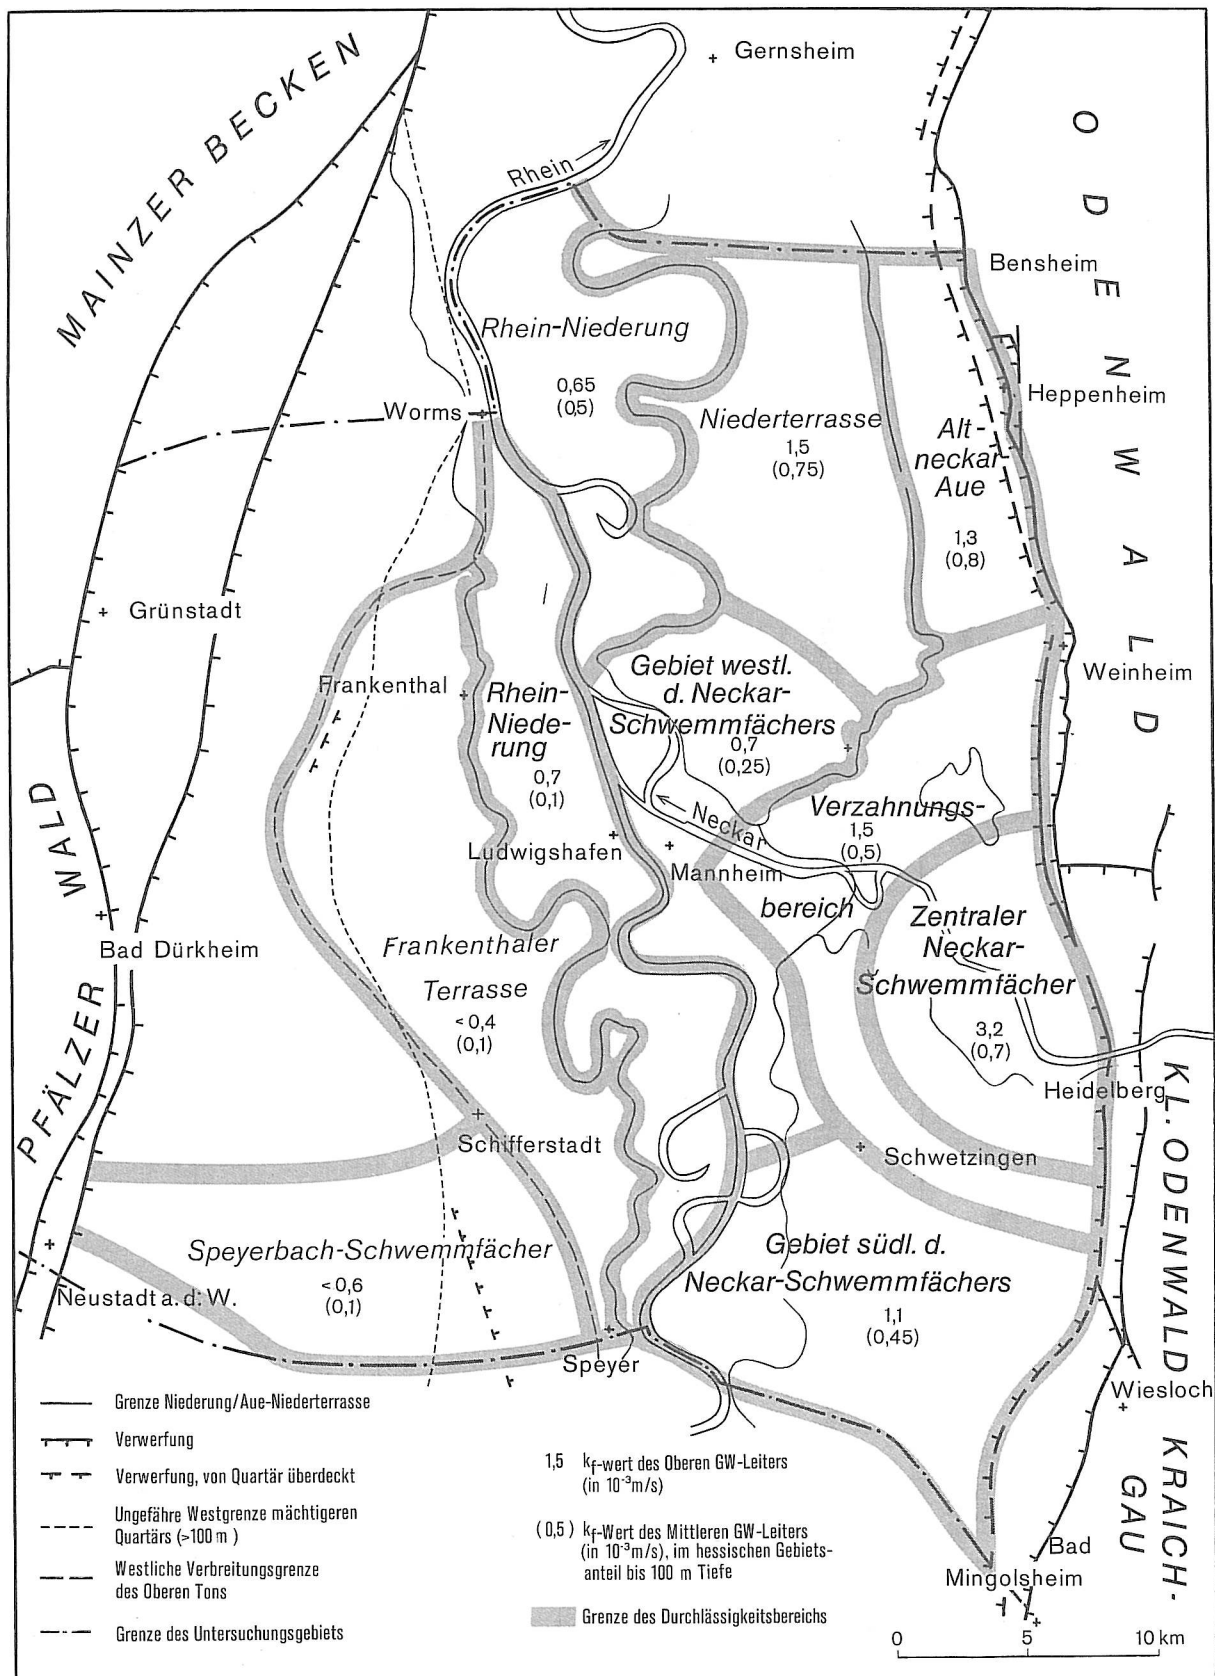 MAINZER BECKEN
Gernsheim
ODENWALD
Rhein
Bensheim
Rhein-Niederung
0,65
(0,5)
Heppenheim
Worms
Niederterrasse
1,5
(0,75)
Alt-
neckar-
Aue
1,3
(0,8)
Grünstadt
Weinheim
Frankenthal
Rhein-
Niede-
rung
0,7
(0,1)
Gebiet westl.
d. Neckar-
Schwemmfächers
0,7
(0,25)
PFÄLZER WALD
Neckar
Verzahnungs-
1,5
(0,5)
bereich
Ludwigshafen
Mannheim
Bad Dürkheim
Frankenthaler
Terrasse
<0,4
(0,1)
Zentraler
Neckar-
Schwemmfächer
3,2
(0,7)
Heidelberg
KL. ODENWALD
Schifferstadt
Schwetzingen
Speyerbach-Schwemmfächer
<0,6
(0,1)
Gebiet südl. d.
Neckar-Schwemmfächers
1,1
(0,45)
Neustadt a. d. W.
Speyer
Wiesloch
KRAICH-
GAU
Bad
Mingolsheim
Grenze Niederung/Aue-Niederterrasse
Verwerfung
Verwerfung, von Quartär überdeckt
Ungefähre Westgrenze mächtigeren
Quartärs (>100 m)
Westliche Verbreitungsgrenze
des Oberen Tons
Grenze des Untersuchungsgebiets
1,5 kf-wert des Oberen GW-Leiters
(in 10⁻³m/s)
(0,5) kf-Wert des Mittleren GW-Leiters
(in 10⁻³m/s), im hessischen Gebiets-
anteil bis 100 m Tiefe
Grenze des Durchlässigkeitsbereichs
0 5 10 km